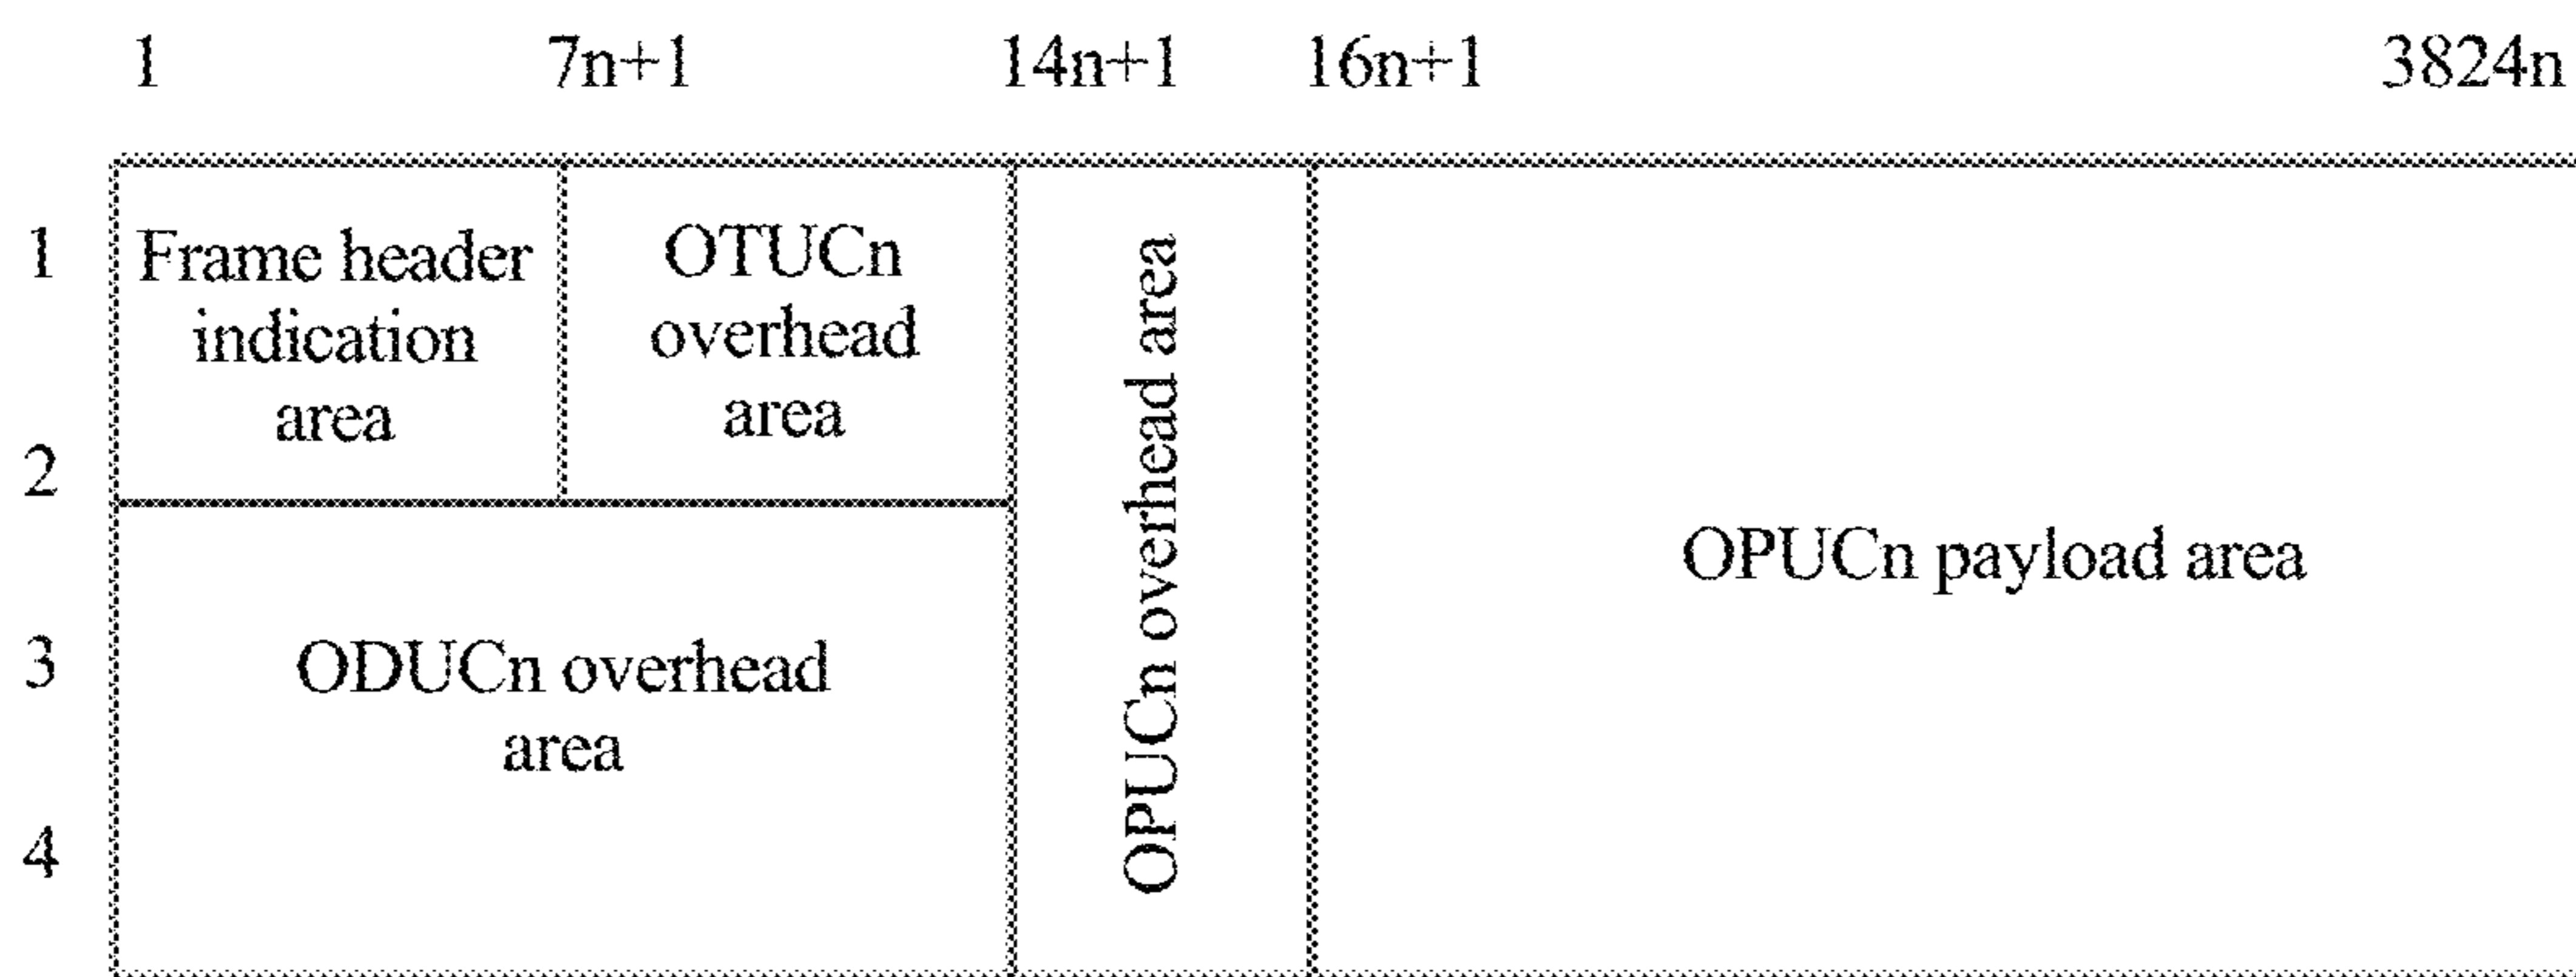 1 7n+1 14n+1 16n+1 3824n
1
2
3
4
Frame header
indication
area
OTUCn
overhead
area
ODUCn overhead
area
OPUCn overhead area
OPUCn payload area